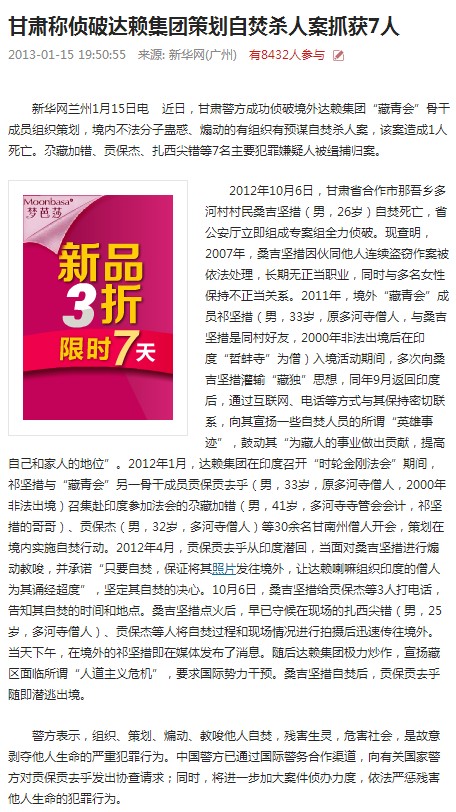 甘肃称侦破达赖集团策划自焚杀人案抓获7人
2013-01-15 19:50:55 来源: 新华网(广州) 有8432人参与
新华网兰州1月15日电 近日，甘肃警方成功侦破境外达赖集团“藏青会”骨干
成员组织策划，境内不法分子蛊惑、煽动的有组织有预谋自焚杀人案，该案造成1人
死亡。尕藏加错、贡保杰、扎西尖错等7名主要犯罪嫌疑人被缉捕归案。
Moonbasa®
梦芭莎
新品
3折
限时7天
2012年10月6日，甘肃省合作市那吾乡多
河村村民桑吉坚措（男，26岁）自焚死亡，省
公安厅立即组成专案组全力侦破。现查明，
2007年，桑吉坚措因伙同他人连续盗窃作案被
依法处理，长期无正当职业，同时与多名女性
保持不正当关系。2011年，境外“藏青会”成
员祁坚措（男，33岁，原多河寺僧人，与桑吉
坚措是同村好友，2000年非法出境后在印
度“哲蚌寺”为僧）入境活动期间，多次向桑
吉坚措灌输“藏独”思想，同年9月返回印度
后，通过互联网、电话等方式与其保持密切联
系，向其宣扬一些自焚人员的所谓“英雄事
迹”，鼓动其“为藏人的事业做出贡献，提高
自己和家人的地位”。2012年1月，达赖集团在印度召开“时轮金刚法会”期间，
祁坚措与“藏青会”另一骨干成员贡保贡去乎（男，33岁，原多河寺僧人，2000年
非法出境）召集赴印度参加法会的尕藏加错（男，41岁，多河寺寺管会会计，祁坚
措的哥哥）、贡保杰（男，32岁，多河寺僧人）等30余名甘南州僧人开会，策划在
境内实施自焚行动。2012年4月，贡保贡去乎从印度潜回，当面对桑吉坚措进行煽
动教唆，并承诺“只要自焚，保证将其照片发往境外，让达赖喇嘛组织印度的僧人
为其诵经超度”，坚定其自焚的决心。10月6日，桑吉坚措给贡保杰等3人打电话，
告知其自焚的时间和地点。桑吉坚措点火后，早已守候在现场的扎西尖错（男，25
岁，多河寺僧人）、贡保杰等人将自焚过程和现场情况进行拍摄后迅速传往境外。
当天下午，在境外的祁坚措即在媒体发布了消息。随后达赖集团极力炒作，宣扬藏
区面临所谓“人道主义危机”，要求国际势力干预。桑吉坚措自焚后，贡保贡去乎
随即潜逃出境。
警方表示，组织、策划、煽动、教唆他人自焚，残害生灵，危害社会，是故意
剥夺他人生命的严重犯罪行为。中国警方已通过国际警务合作渠道，向有关国家警
方对贡保贡去乎发出协查请求；同时，将进一步加大案件侦办力度，依法严惩残害
他人生命的犯罪行为。